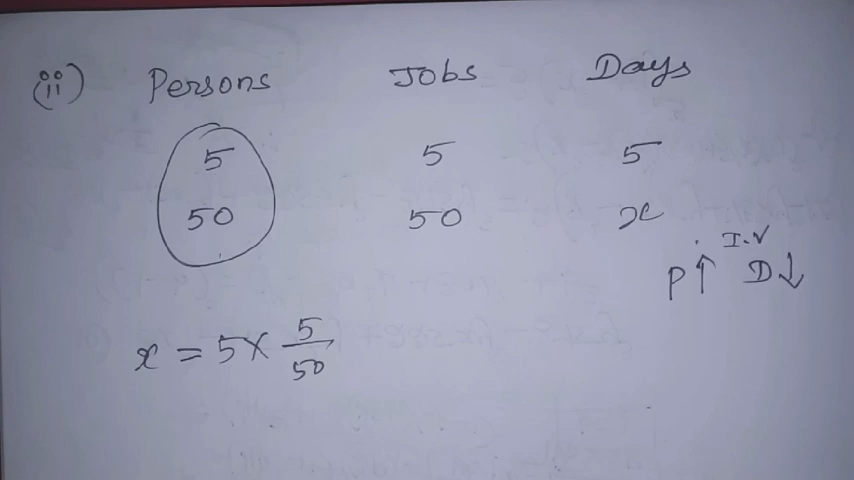 (ii) Persons Jobs Days
5 5 5
50 50 x
I.V
P↑ D↓
x = 5 × 5/50